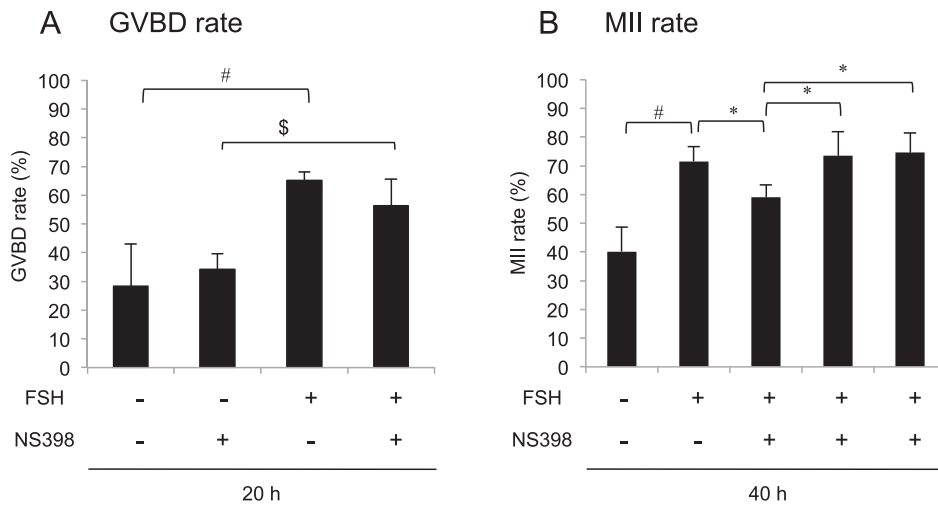 A GVBD rate
#
$
100
90
80
70
60
50
40
30
20
10
0
GVBD rate (%)
FSH - - + +
NS398 - + - +
20 h
B MII rate
*
*
# *
100
90
80
70
60
50
40
30
20
10
0
MII rate (%)
FSH - + + + +
NS398 - - + + +
40 h